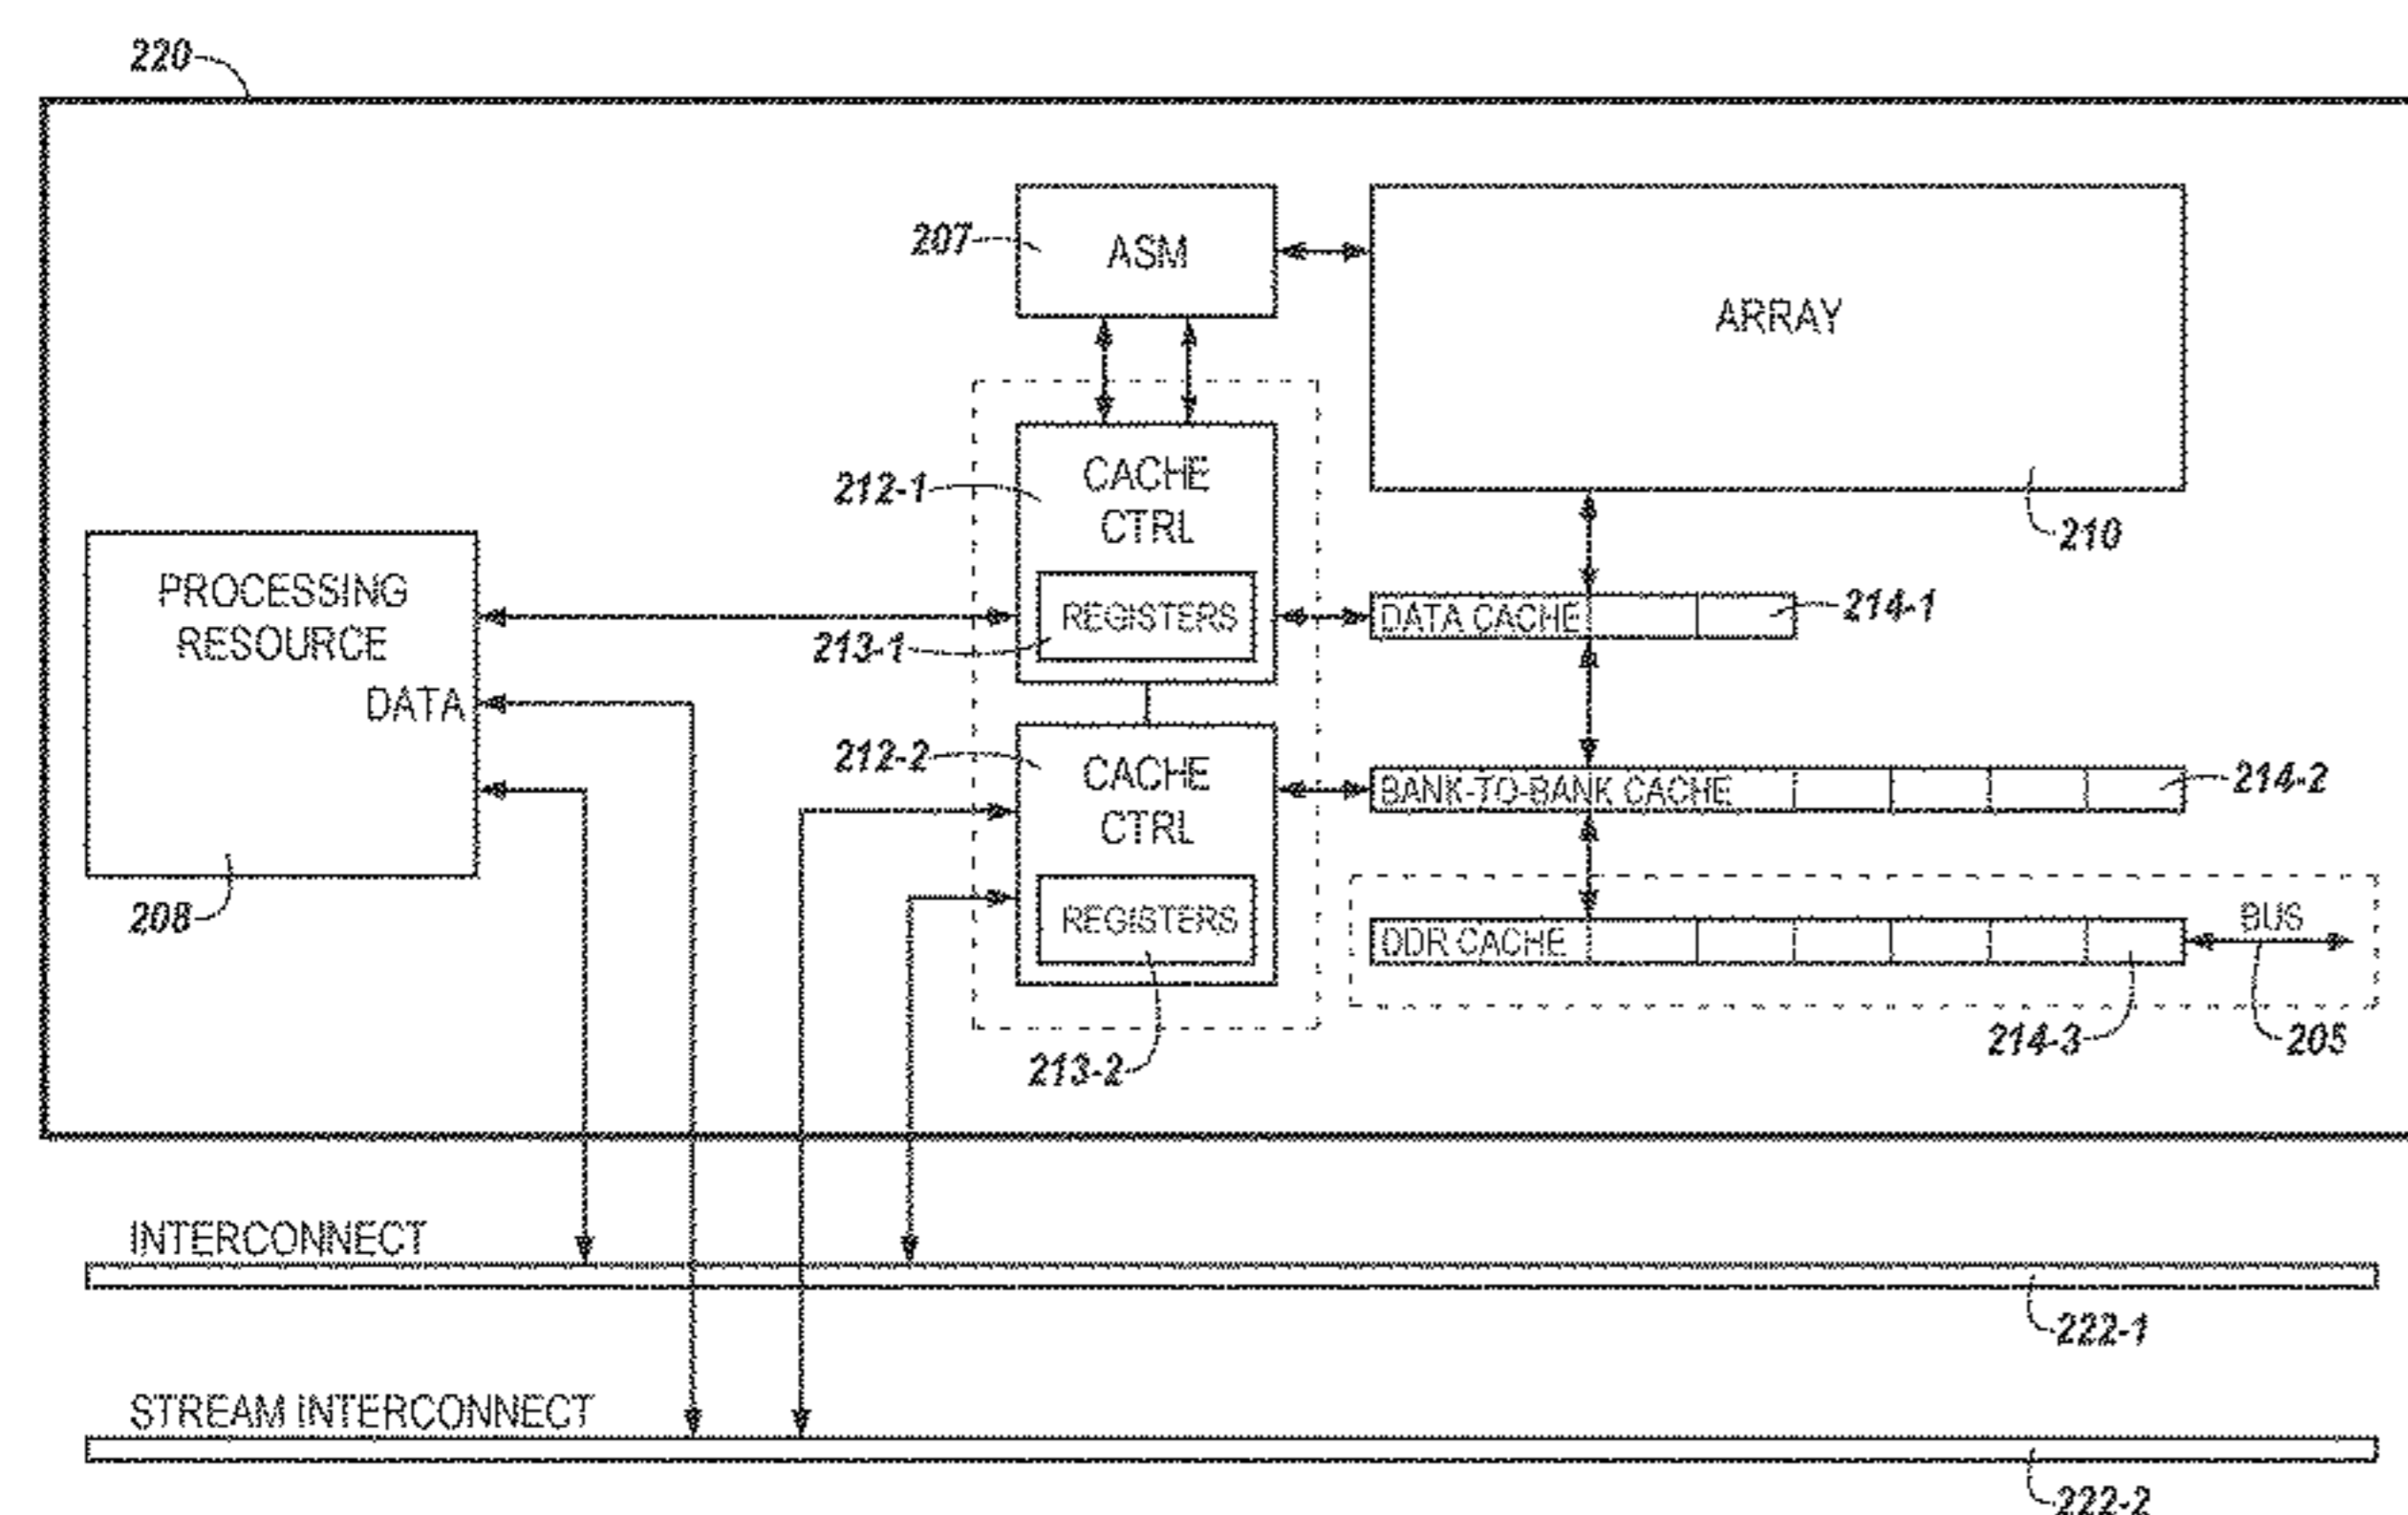 220
207
ASM
ARRAY
212-1
CACHE
CTRL
210
PROCESSING
RESOURCE
REGISTERS
DATA CACHE
214-1
213-1
DATA
212-2
CACHE
CTRL
BANK-TO-BANK CACHE
214-2
208
REGISTERS
DDR CACHE
BUS
213-2
214-3
205
INTERCONNECT
222-1
STREAM INTERCONNECT
222-2